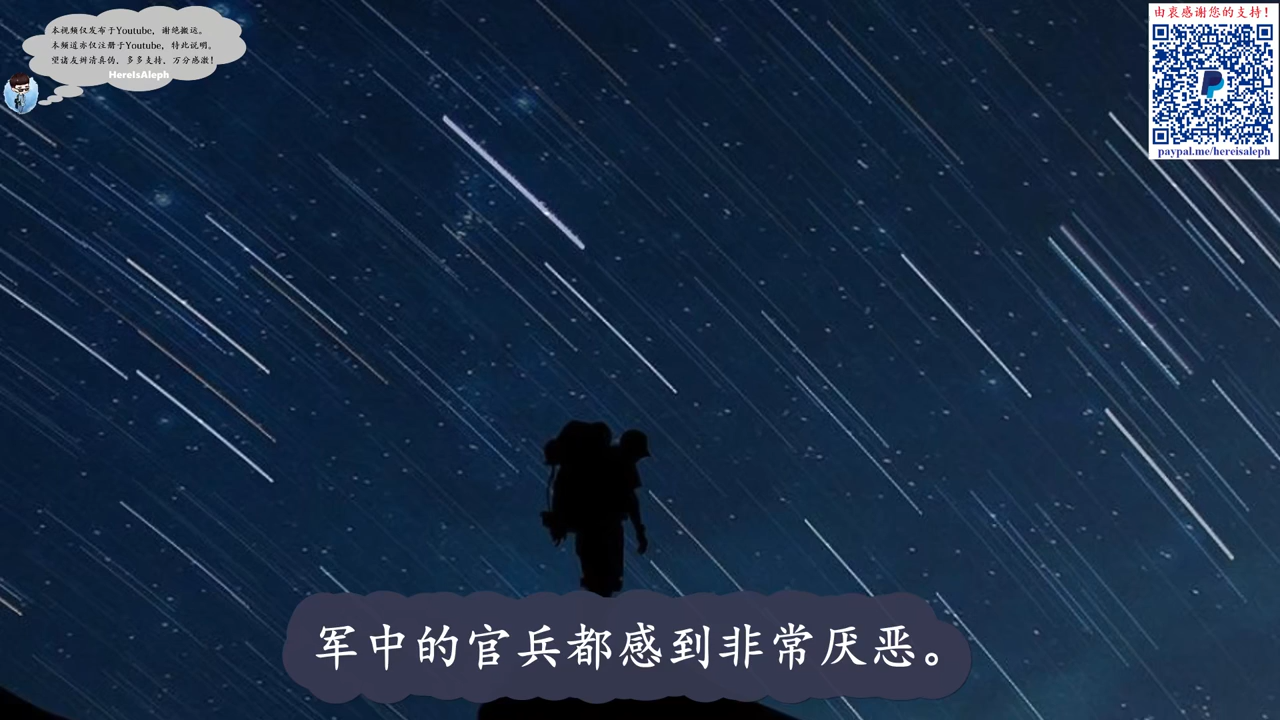 本视频仅发布于Youtube，谢绝搬运。
本频道亦仅注册于Youtube，特此说明。
望诸友辨清真伪，多多支持，万分感激！
HereIsAleph
由衷感谢您的支持！
paypal.me/hereisaleph
军中的官兵都感到非常厌恶。